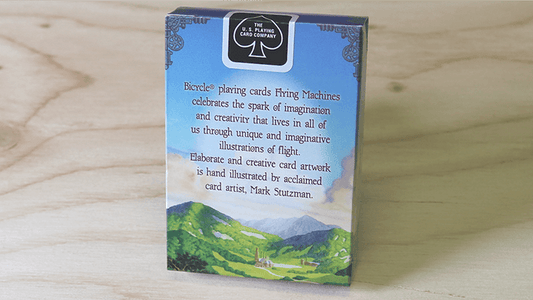 THE
U. S. PLAYING
CARD COMPANY
Bicycle® playing cards Flying Machines
celebrates the spark of imagination
and creativity that lives in all of
us through unique and imaginative
illustrations of flight.
Elaborate and creative card artwork
is hand illustrated by acclaimed
card artist, Mark Stutzman.